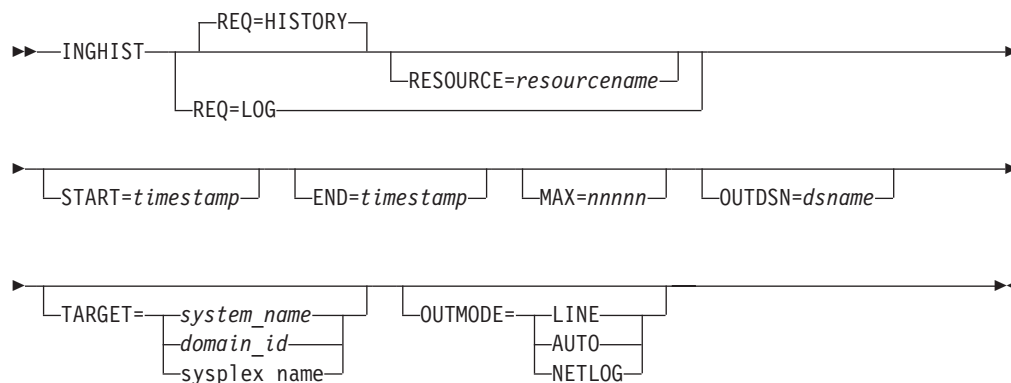 REQ=HISTORY
INGHIST
RESOURCE=resourcename
REQ=LOG
START=timestamp END=timestamp MAX=nnnnn OUTDSN=dsname
TARGET= system_name OUTMODE= LINE
domain_id AUTO
sysplex_name NETLOG